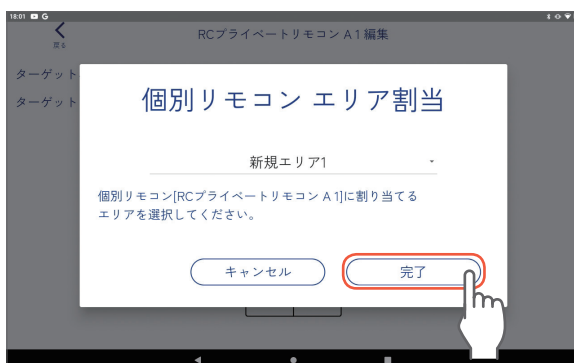 18:01 G
戻る
RCプライベートリモコン A 1 編集
ターゲット
ターゲット
個別リモコン エリア割当
新規エリア1
個別リモコン[RCプライベートリモコン A 1]に割り当てる
エリアを選択してください。
キャンセル
完了